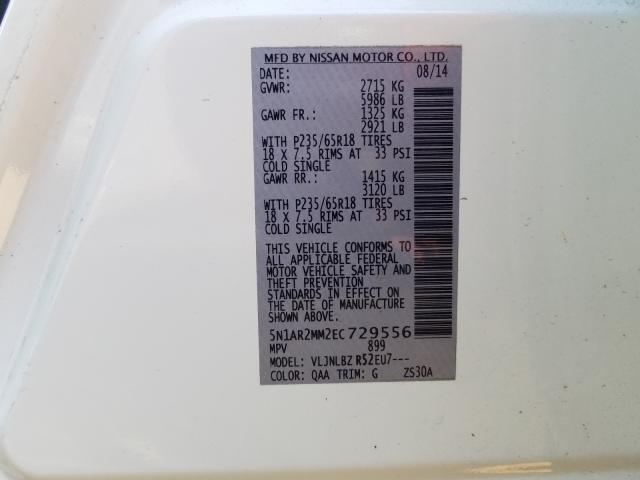 MFD BY NISSAN MOTOR CO., LTD.
DATE: 08/14
GVWR: 2715 KG
5986 LB
GAWR FR.: 1325 KG
2921 LB
WITH P235/65R18 TIRES
18 X 7.5 RIMS AT 33 PSI
COLD SINGLE
GAWR RR.: 1415 KG
3120 LB
WITH P235/65R18 TIRES
18 X 7.5 RIMS AT 33 PSI
COLD SINGLE
THIS VEHICLE CONFORMS TO
ALL APPLICABLE FEDERAL
MOTOR VEHICLE SAFETY AND
THEFT PREVENTION
STANDARDS IN EFFECT ON
THE DATE OF MANUFACTURE
SHOWN ABOVE.
5N1AR2MM2EC729556
MPV 899
MODEL: VLJNLBZ R52EU7---
COLOR: QAA TRIM: G ZS30A